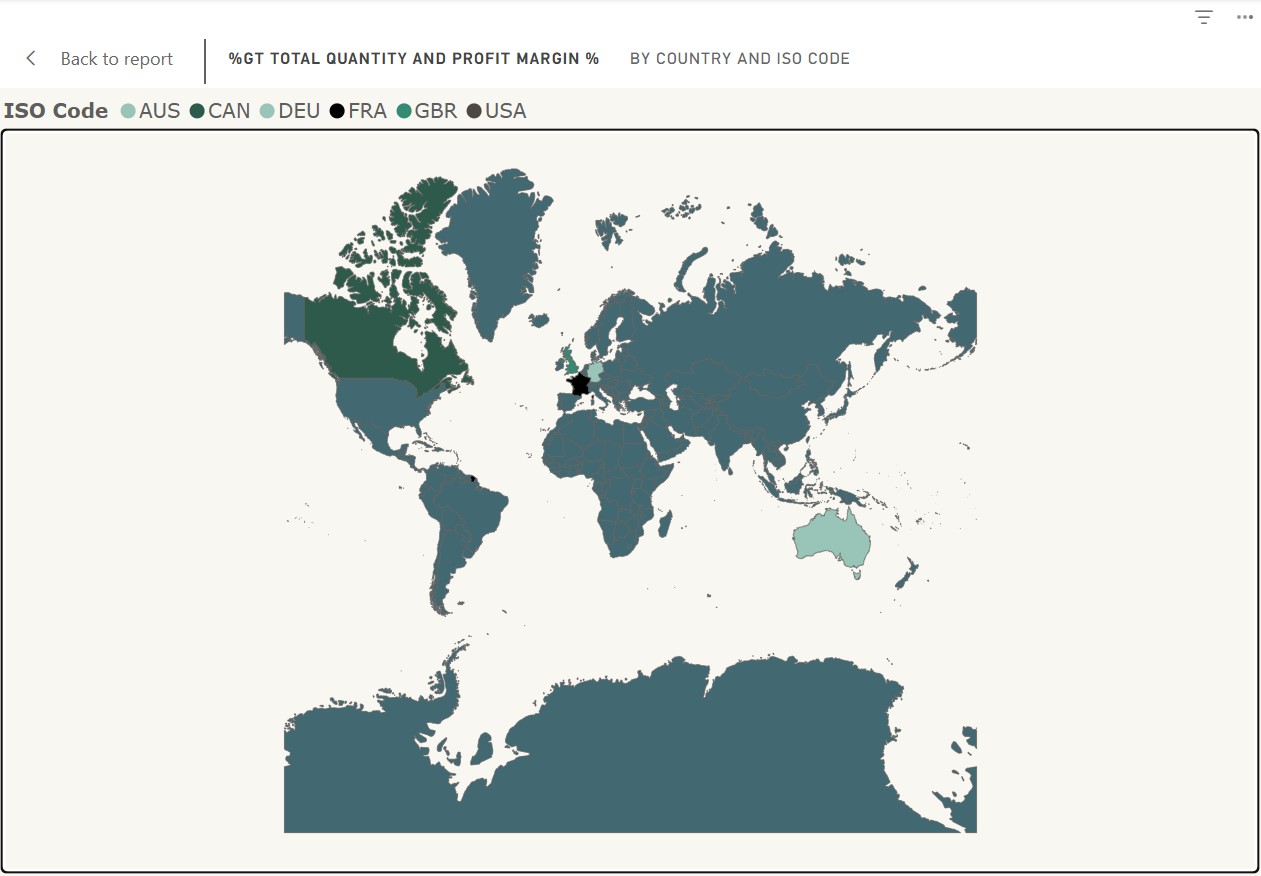 Back to report
%GT TOTAL QUANTITY AND PROFIT MARGIN % BY COUNTRY AND ISO CODE
ISO Code AUS CAN DEU FRA GBR USA